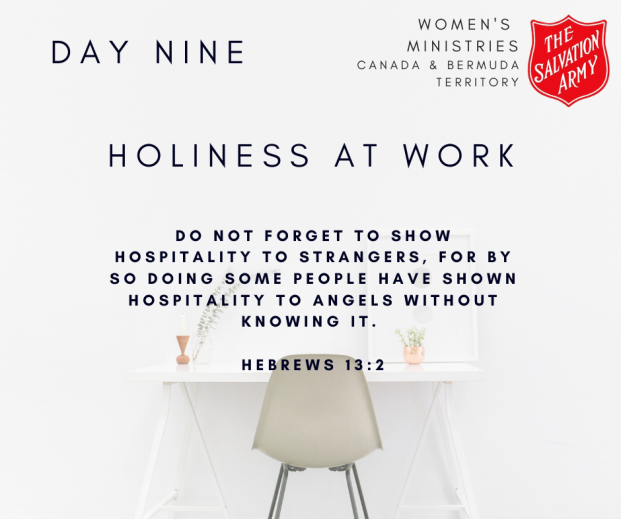 DAY NINE
WOMEN'S
MINISTRIES
CANADA & BERMUDA
TERRITORY
THE
SALVATION
ARMY
HOLINESS AT WORK
DO NOT FORGET TO SHOW
HOSPITALITY TO STRANGERS, FOR BY
SO DOING SOME PEOPLE HAVE SHOWN
HOSPITALITY TO ANGELS WITHOUT
KNOWING IT.
HEBREWS 13:2